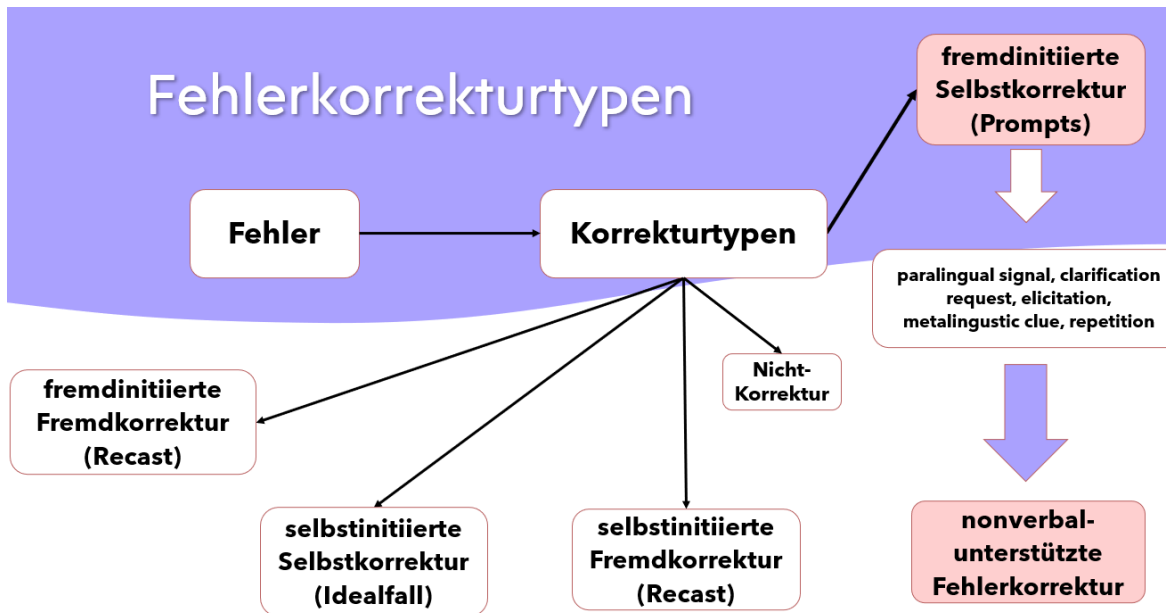 Fehlerkorrekturtypen
fremdinitiierte
Selbstkorrektur
(Prompts)
Fehler
Korrekturtypen
paralingual signal, clarification
request, elicitation,
metalingustic clue, repetition
Nicht-
Korrektur
fremdinitiierte
Fremdkorrektur
(Recast)
selbstinitiierte
Selbstkorrektur
(Idealfall)
selbstinitiierte
Fremdkorrektur
(Recast)
nonverbal-
unterstützte
Fehlerkorrektur